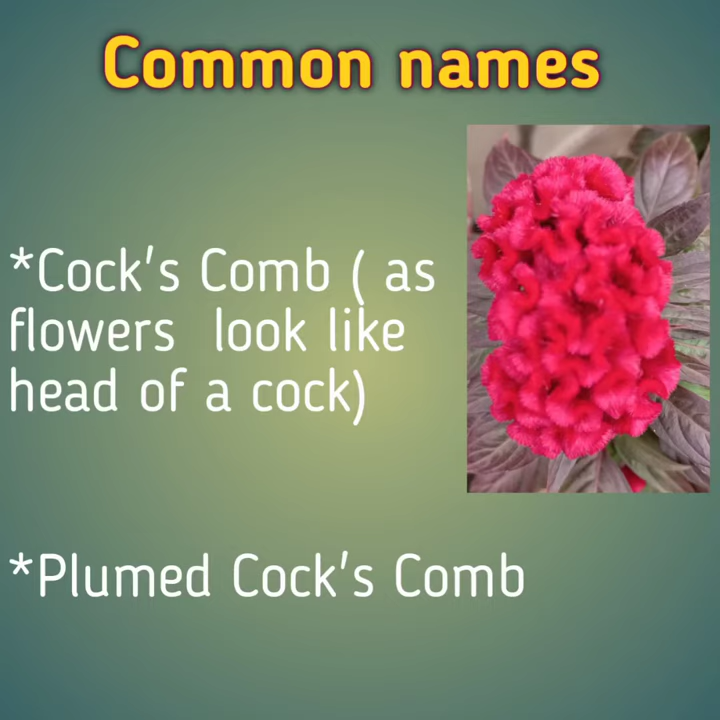 Common names
*Cock's Comb ( as
flowers look like
head of a cock)
*Plumed Cock's Comb